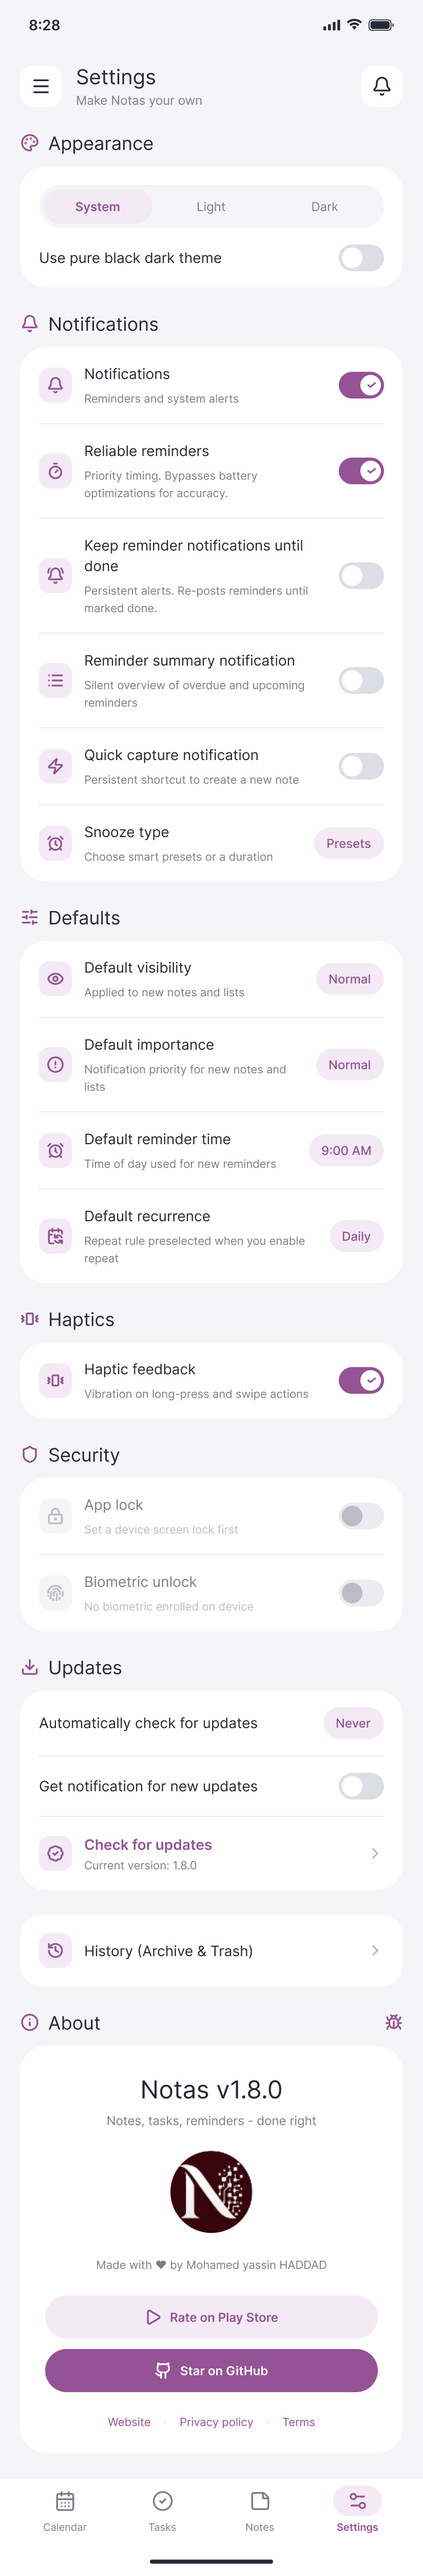 8:28
Settings
Make Notas your own
Appearance
System
Light
Dark
Use pure black dark theme
Notifications
Notifications
Reminders and system alerts
Reliable reminders
Priority timing. Bypasses battery
optimizations for accuracy.
Keep reminder notifications until
done
Persistent alerts. Re-posts reminders until
marked done.
Reminder summary notification
Silent overview of overdue and upcoming
reminders
Quick capture notification
Persistent shortcut to create a new note
Snooze type
Choose smart presets or a duration
Presets
Defaults
Default visibility
Applied to new notes and lists
Normal
Default importance
Notification priority for new notes and
lists
Normal
Default reminder time
Time of day used for new reminders
9:00 AM
Default recurrence
Repeat rule preselected when you enable
repeat
Daily
Haptics
Haptic feedback
Vibration on long-press and swipe actions
Security
App lock
Set a device screen lock first
Biometric unlock
No biometric enrolled on device
Updates
Automatically check for updates
Never
Get notification for new updates
Check for updates
Current version: 1.8.0
History (Archive & Trash)
About
Notas v1.8.0
Notes, tasks, reminders - done right
N
Made with ❤ by Mohamed yassin HADDAD
Rate on Play Store
Star on GitHub
Website · Privacy policy · Terms
Calendar
Tasks
Notes
Settings